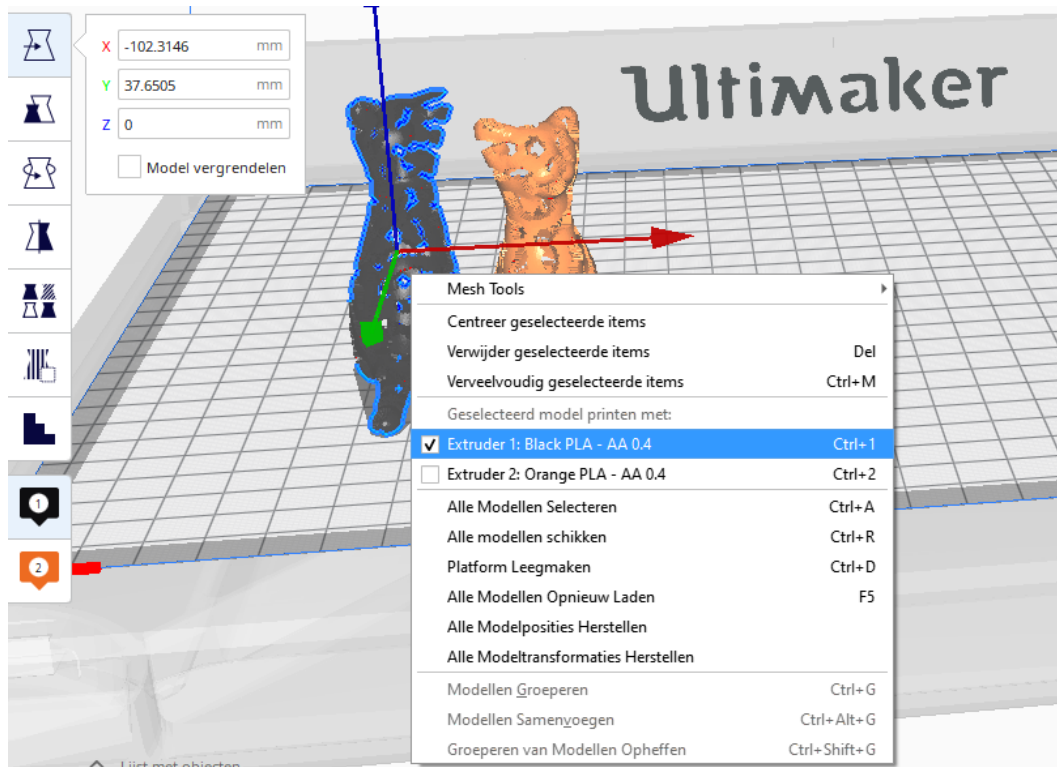 Ultimaker
X -102.3146 mm
Y 37.6505 mm
Z 0 mm
Model vergrendelen
Mesh Tools
Centreer geselecteerde items
Verwijder geselecteerde items Del
Verveelvoudig geselecteerde items Ctrl+M
Geselecteerd model printen met:
Extruder 1: Black PLA - AA 0.4 Ctrl+1
Extruder 2: Orange PLA - AA 0.4 Ctrl+2
Alle Modellen Selecteren Ctrl+A
Alle modellen schikken Ctrl+R
Platform Leegmaken Ctrl+D
Alle Modellen Opnieuw Laden F5
Alle Modelposities Herstellen
Alle Modeltransformaties Herstellen
Modellen Groeperen Ctrl+G
Modellen Samenvoegen Ctrl+Alt+G
Groeperen van Modellen Opheffen Ctrl+Shift+G
1
2
Lijst met objecten